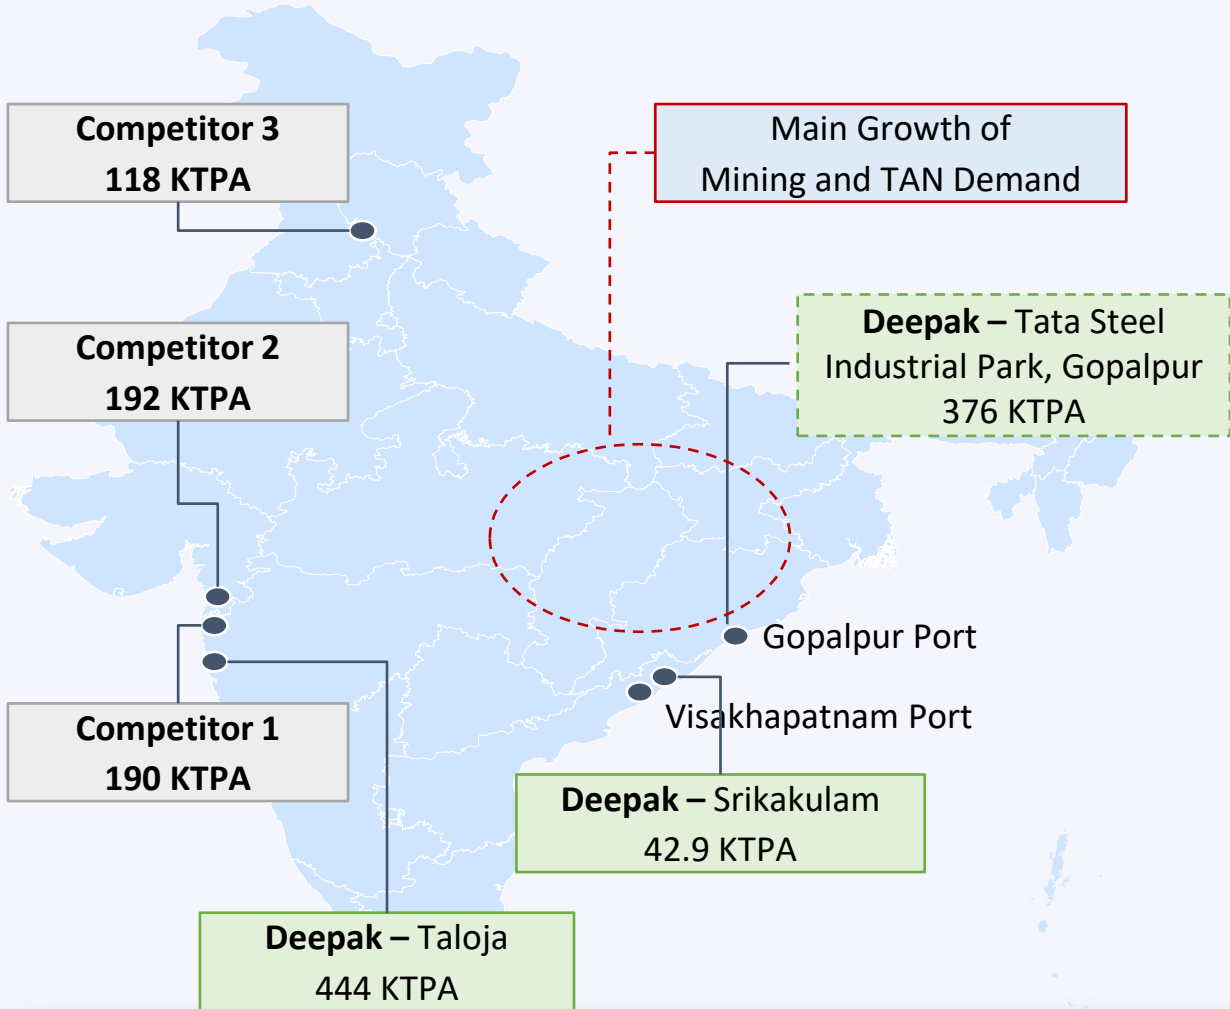 Competitor 3
118 KTPA
Main Growth of
Mining and TAN Demand
Deepak – Tata Steel
Industrial Park, Gopalpur
376 KTPA
Competitor 2
192 KTPA
Gopalpur Port
Visakhapatnam Port
Competitor 1
190 KTPA
Deepak – Srikakulam
42.9 KTPA
Deepak – Taloja
444 KTPA